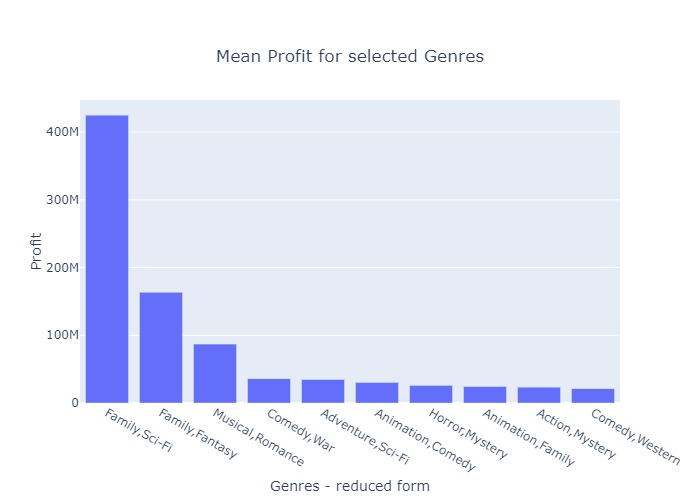 Mean Profit for selected Genres
400M
300M
200M
100M
0
Profit
Family,Sci-Fi
Family,Fantasy
Musical,Romance
Comedy,War
Adventure,Sci-Fi
Animation,Comedy
Horror,Mystery
Animation,Family
Action,Mystery
Comedy,Western
Genres - reduced form